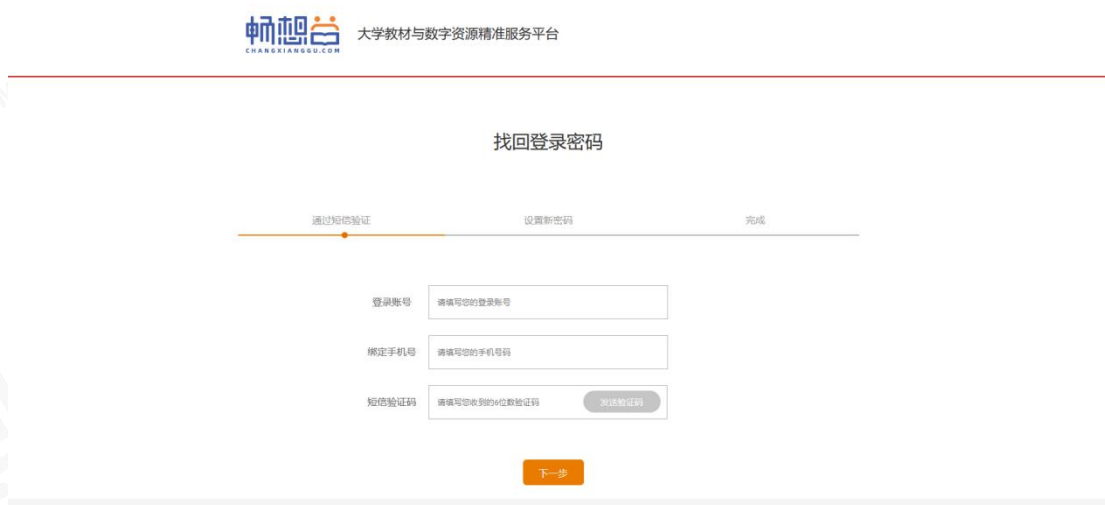 畅想谷
CHANGXIANGGU.COM
大学教材与数字资源精准服务平台
找回登录密码
通过短信验证
设置新密码
完成
登录账号
请填写您的登录账号
绑定手机号
请填写您的手机号码
短信验证码
请填写您收到的6位数验证码
发送验证码
下一步